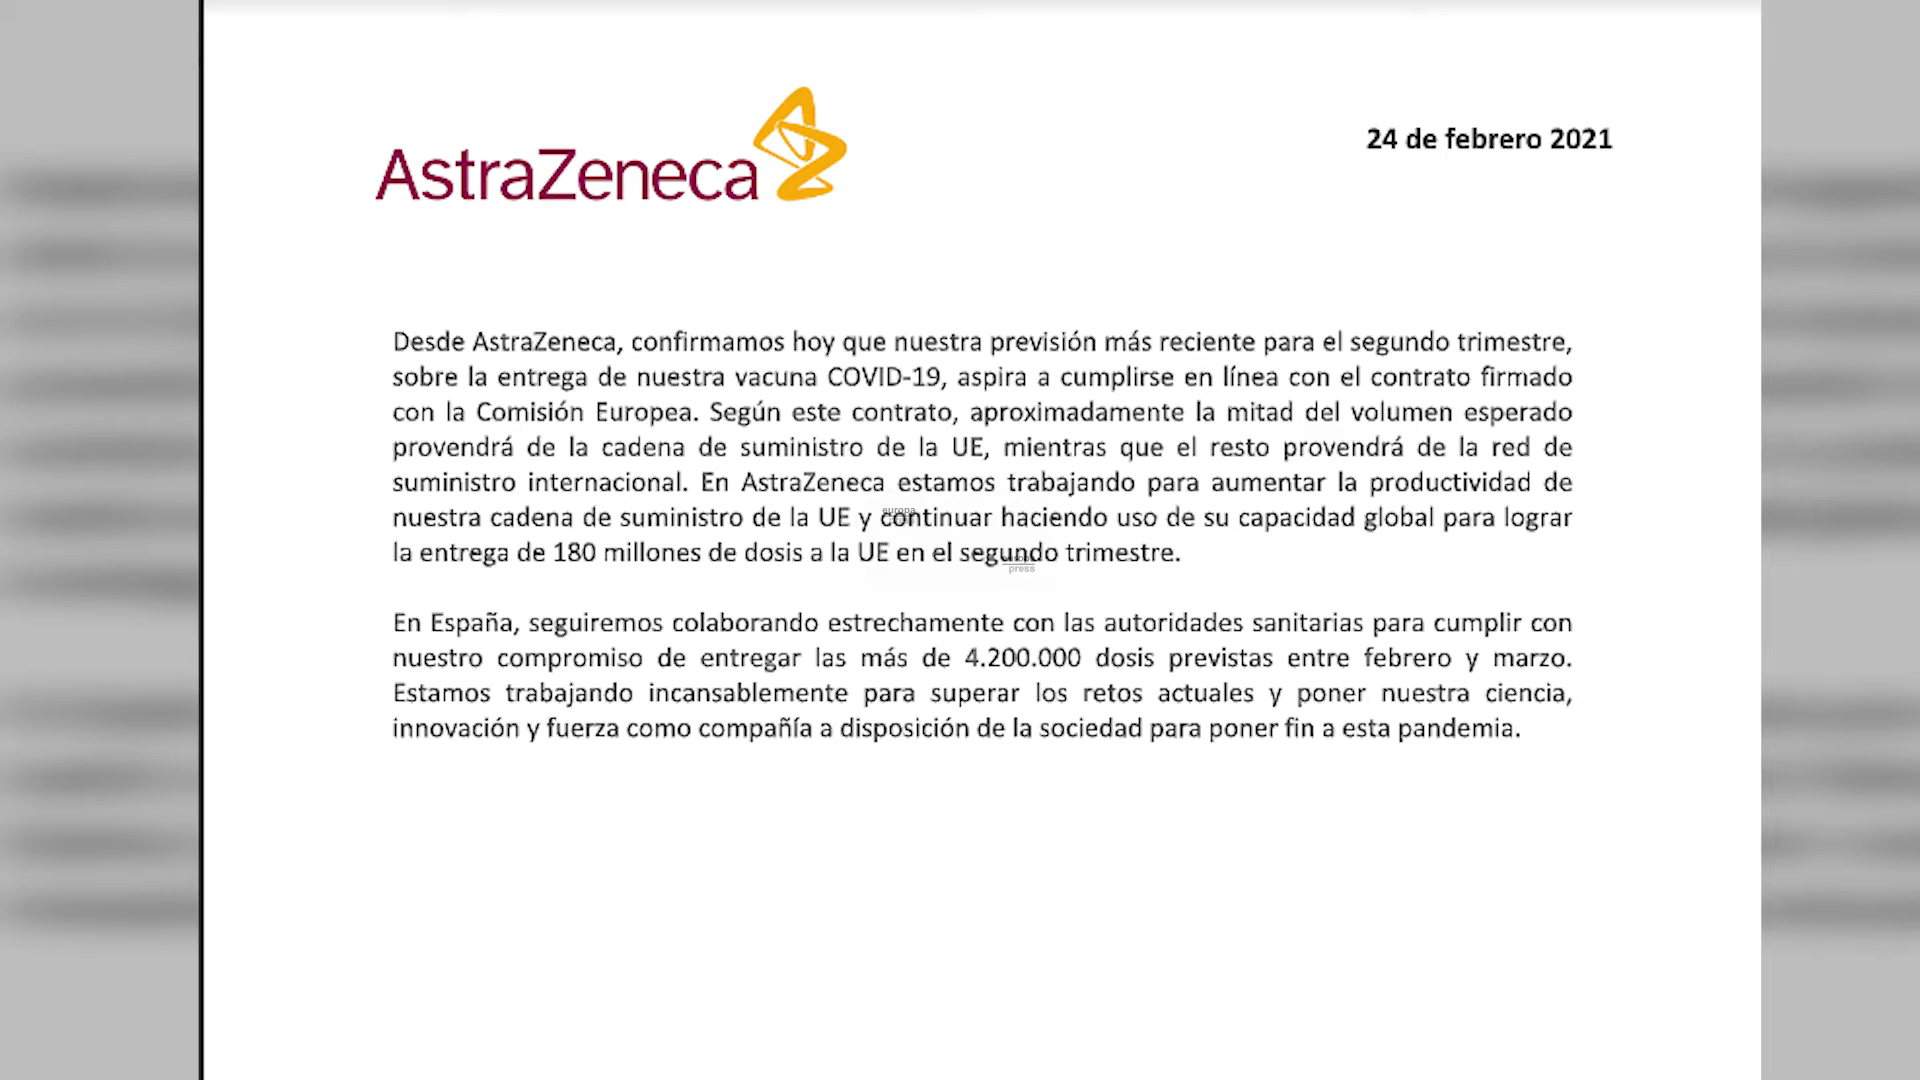 AstraZeneca
24 de febrero 2021
Desde AstraZeneca, confirmamos hoy que nuestra previsión más reciente para el segundo trimestre,
sobre la entrega de nuestra vacuna COVID-19, aspira a cumplirse en línea con el contrato firmado
con la Comisión Europea. Según este contrato, aproximadamente la mitad del volumen esperado
provendrá de la cadena de suministro de la UE, mientras que el resto provendrá de la red de
suministro internacional. En AstraZeneca estamos trabajando para aumentar la productividad de
nuestra cadena de suministro de la UE y continuar haciendo uso de su capacidad global para lograr
la entrega de 180 millones de dosis a la UE en el segundo trimestre.
europa
press
En España, seguiremos colaborando estrechamente con las autoridades sanitarias para cumplir con
nuestro compromiso de entregar las más de 4.200.000 dosis previstas entre febrero y marzo.
Estamos trabajando incansablemente para superar los retos actuales y poner nuestra ciencia,
innovación y fuerza como compañía a disposición de la sociedad para poner fin a esta pandemia.